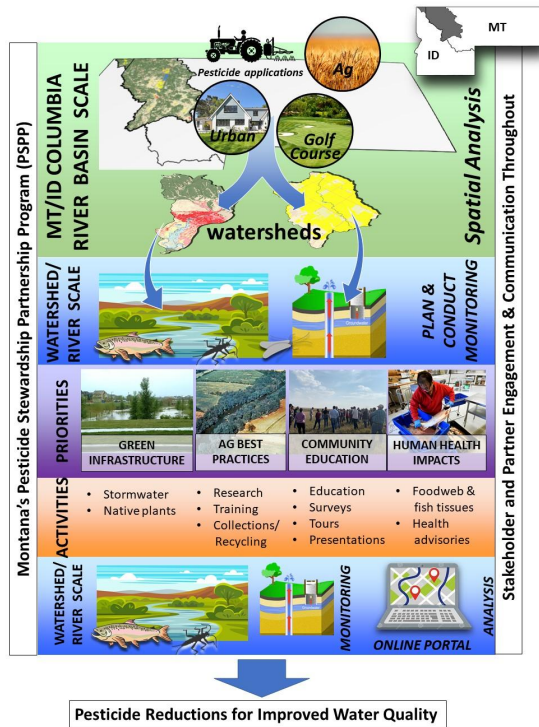 MT
ID
Montana's Pesticide Stewardship Partnership Program (PSPP)
MT/ID COLUMBIA
RIVER BASIN SCALE
Pesticide applications
Ag
Urban
Golf
Course
watersheds
Spatial Analysis
Stakeholder and Partner Engagement & Communication Throughout
WATERSHED/
RIVER SCALE
PLAN &
CONDUCT
MONITORING
PRIORITIES
GREEN
INFRASTRUCTURE
AG BEST
PRACTICES
COMMUNITY
EDUCATION
HUMAN HEALTH
IMPACTS
ACTIVITIES
• Stormwater
• Native plants
• Research
• Training
• Collections/
Recycling
• Education
• Surveys
• Tours
• Presentations
• Foodweb &
fish tissues
• Health
advisories
WATERSHED/
RIVER SCALE
MONITORING
ONLINE PORTAL
ANALYSIS
Pesticide Reductions for Improved Water Quality